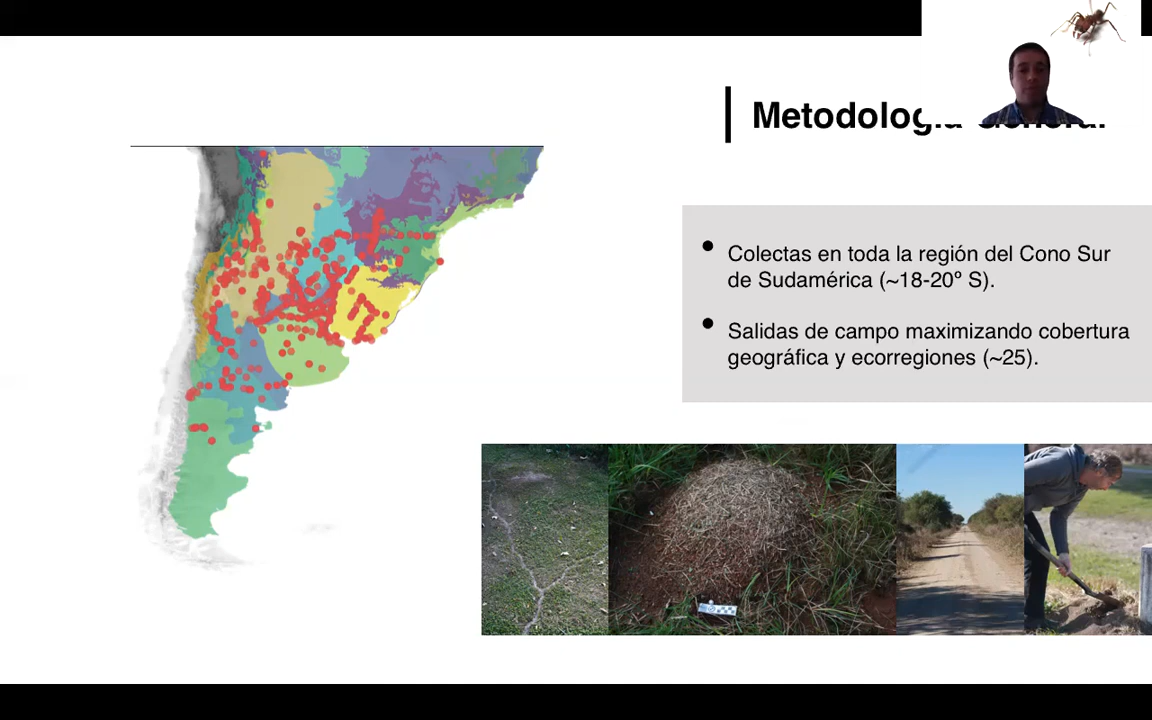 Metodología General
• Colectas en toda la región del Cono Sur
de Sudamérica (~18-20º S).
• Salidas de campo maximizando cobertura
geográfica y ecorregiones (~25).